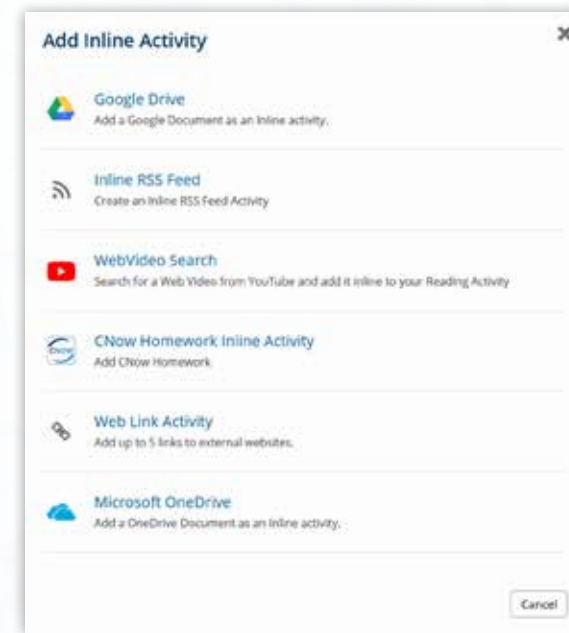 Add Inline Activity
Google Drive
Add a Google Document as an Inline activity.
Inline RSS Feed
Create an Inline RSS Feed Activity
WebVideo Search
Search for a Web Video from YouTube and add it inline to your Reading Activity
CNow Homework Inline Activity
Add CNow Homework
Web Link Activity
Add up to 5 links to external websites.
Microsoft OneDrive
Add a OneDrive Document as an Inline activity.
Cancel